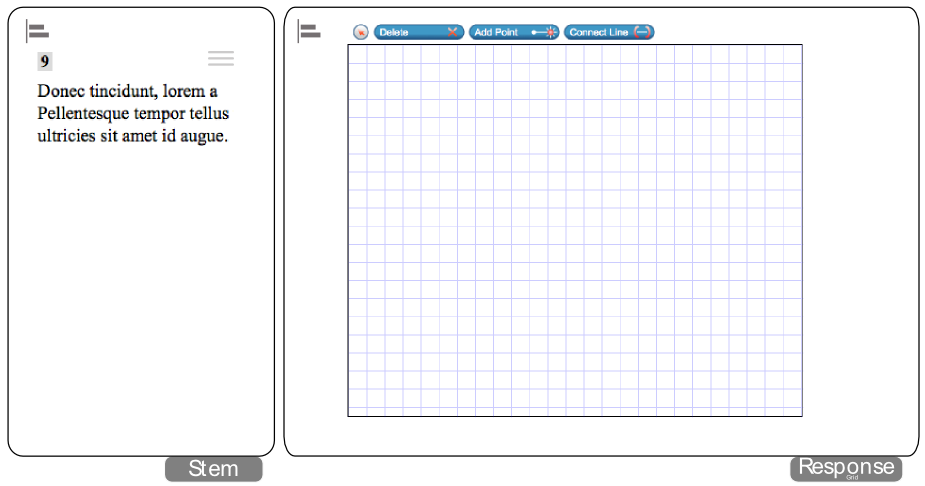 9
Donec tincidunt, lorem a
Pellentesque tempor tellus
ultricies sit amet id augue.
Stem
Delete
Add Point
Connect Line
Response
Grid